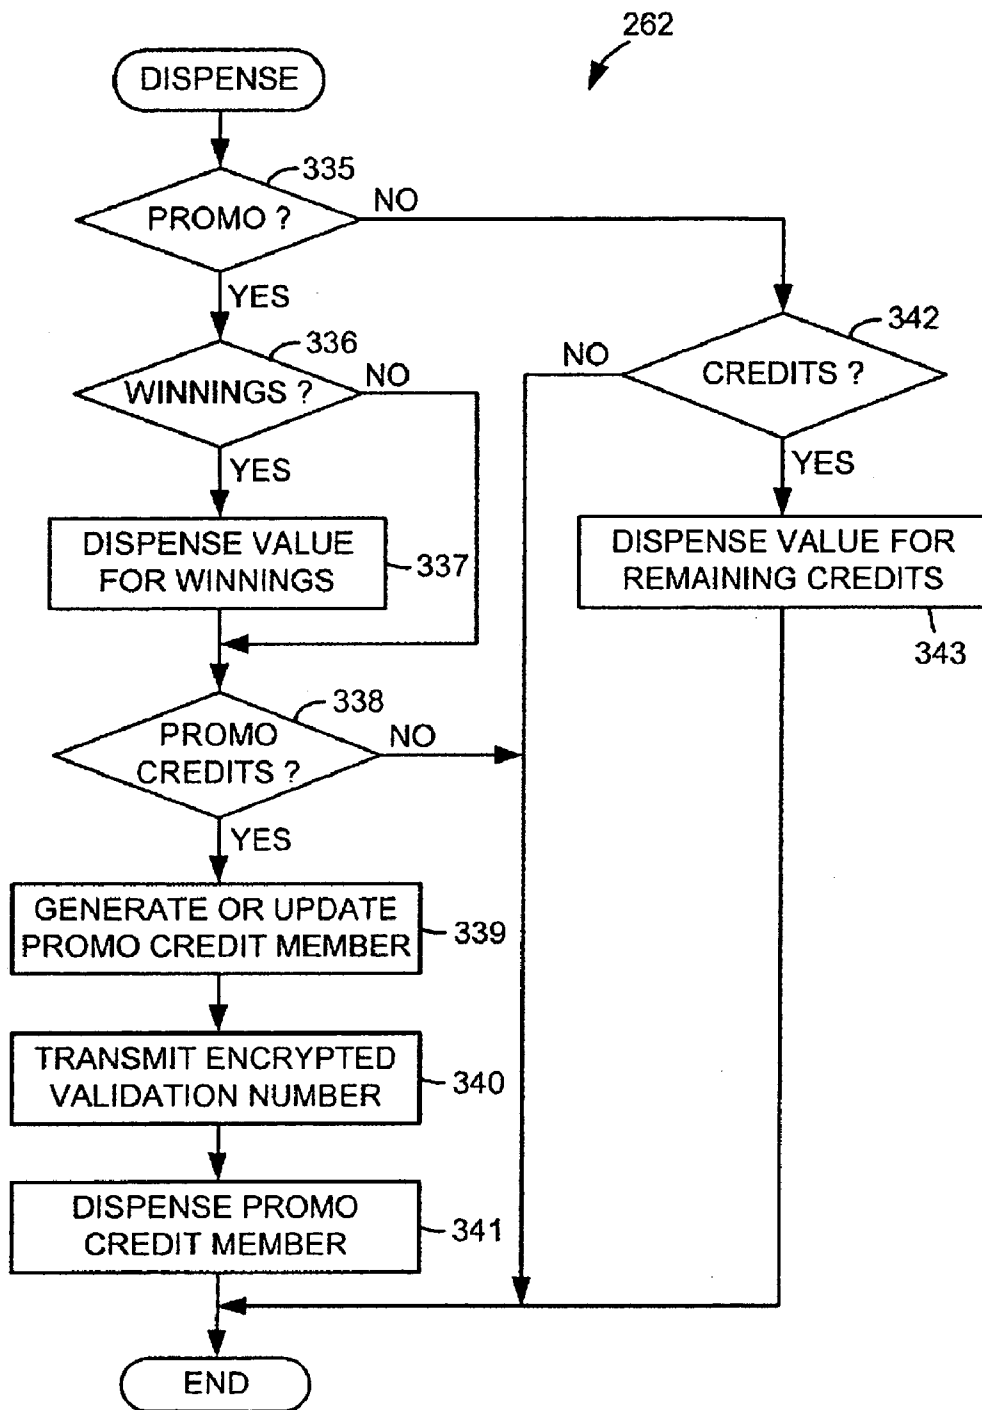 262
DISPENSE
335
PROMO ?
NO
YES
342
336
NO
CREDITS ?
WINNINGS ?
NO
YES
YES
DISPENSE VALUE
FOR WINNINGS
337
DISPENSE VALUE FOR
REMAINING CREDITS
343
338
PROMO
CREDITS ?
NO
YES
GENERATE OR UPDATE
PROMO CREDIT MEMBER
339
TRANSMIT ENCRYPTED
VALIDATION NUMBER
340
DISPENSE PROMO
CREDIT MEMBER
341
END